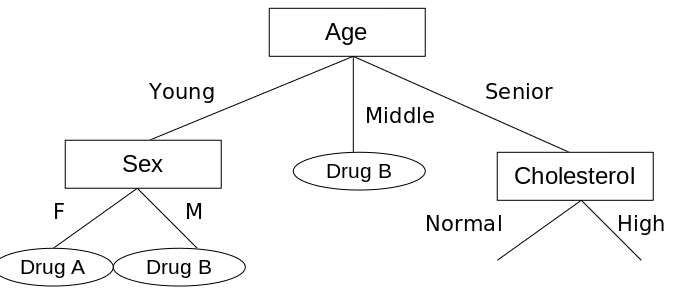 Age
Young
Middle
Senior
Sex
Drug B
Cholesterol
F
M
Normal
High
Drug A
Drug B